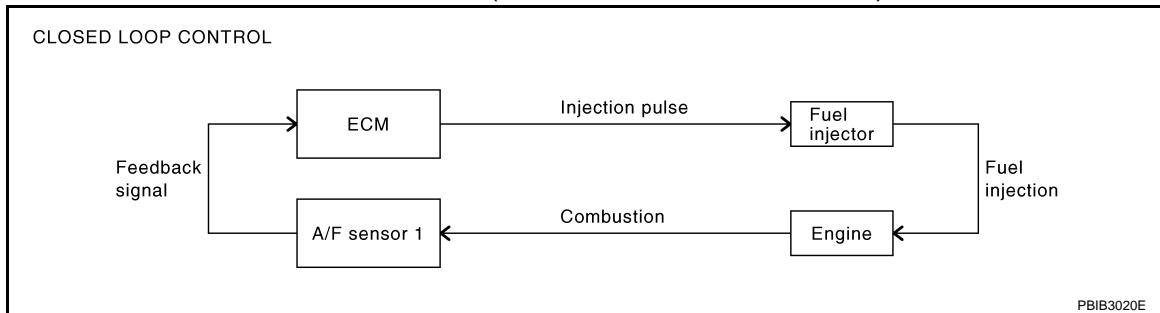 CLOSED LOOP CONTROL
ECM
Injection pulse
Fuel
injector
Feedback
signal
Fuel
injection
A/F sensor 1
Combustion
Engine
PBIB3020E